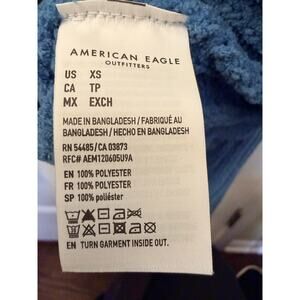 AMERICAN EAGLE
OUTFITTERS
US XS
CA TP
MX EXCH
MADE IN BANGLADESH / FABRIQUÉ AU
BANGLADESH / HECHO EN BANGLADESH
RN 54485/CA 03873
RFC# AEM120605U9A
EN 100% POLYESTER
FR 100% POLYESTER
SP 100% poliéster
EN TURN GARMENT INSIDE OUT.